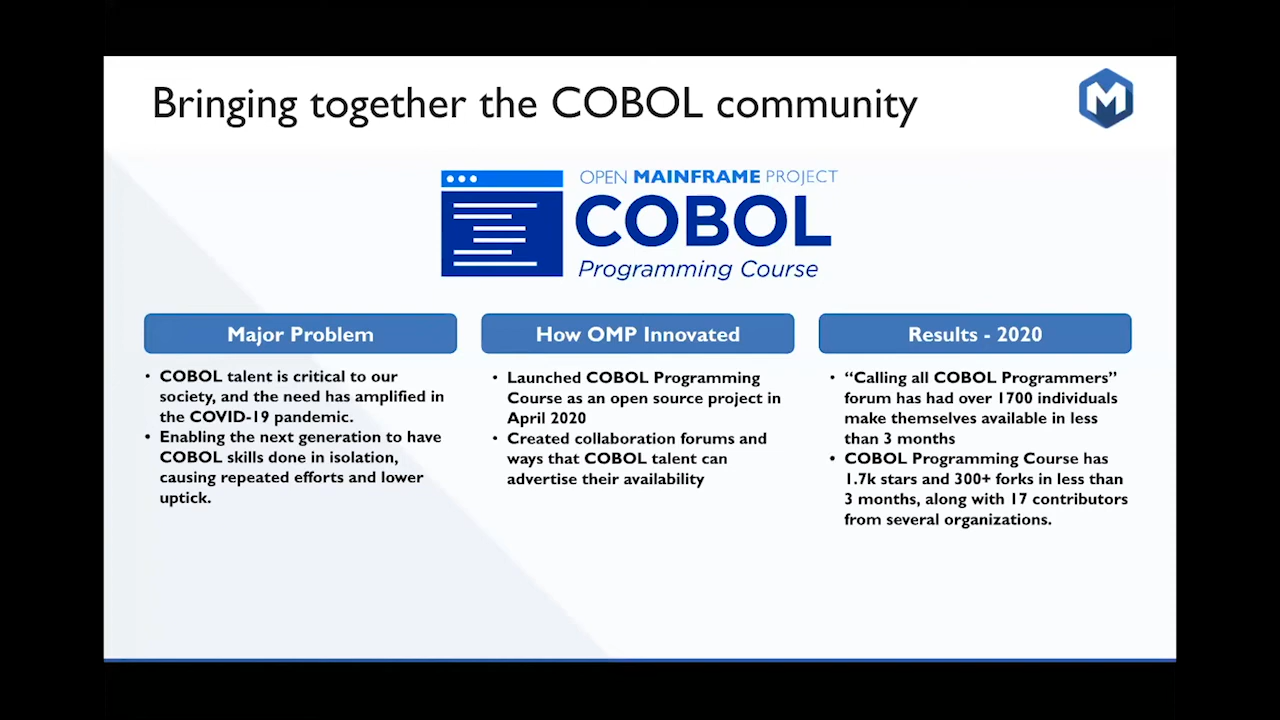 Bringing together the COBOL community
M
OPEN MAINFRAME PROJECT
COBOL
Programming Course
Major Problem
• COBOL talent is critical to our
society, and the need has amplified in
the COVID-19 pandemic.
• Enabling the next generation to have
COBOL skills done in isolation,
causing repeated efforts and lower
uptick.
How OMP Innovated
• Launched COBOL Programming
Course as an open source project in
April 2020
• Created collaboration forums and
ways that COBOL talent can
advertise their availability
Results - 2020
• “Calling all COBOL Programmers”
forum has had over 1700 individuals
make themselves available in less
than 3 months
• COBOL Programming Course has
1.7k stars and 300+ forks in less than
3 months, along with 17 contributors
from several organizations.